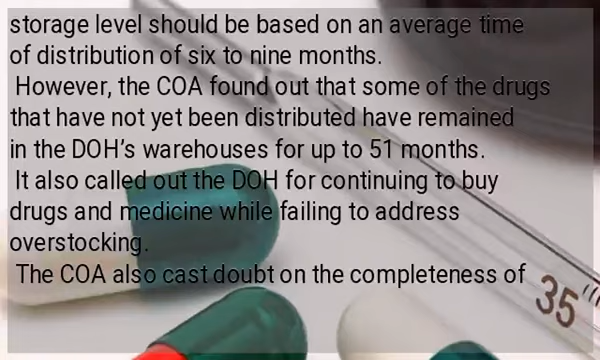 storage level should be based on an average time
of distribution of six to nine months.
However, the COA found out that some of the drugs
that have not yet been distributed have remained
in the DOH’s warehouses for up to 51 months.
It also called out the DOH for continuing to buy
drugs and medicine while failing to address
overstocking.
The COA also cast doubt on the completeness of
35